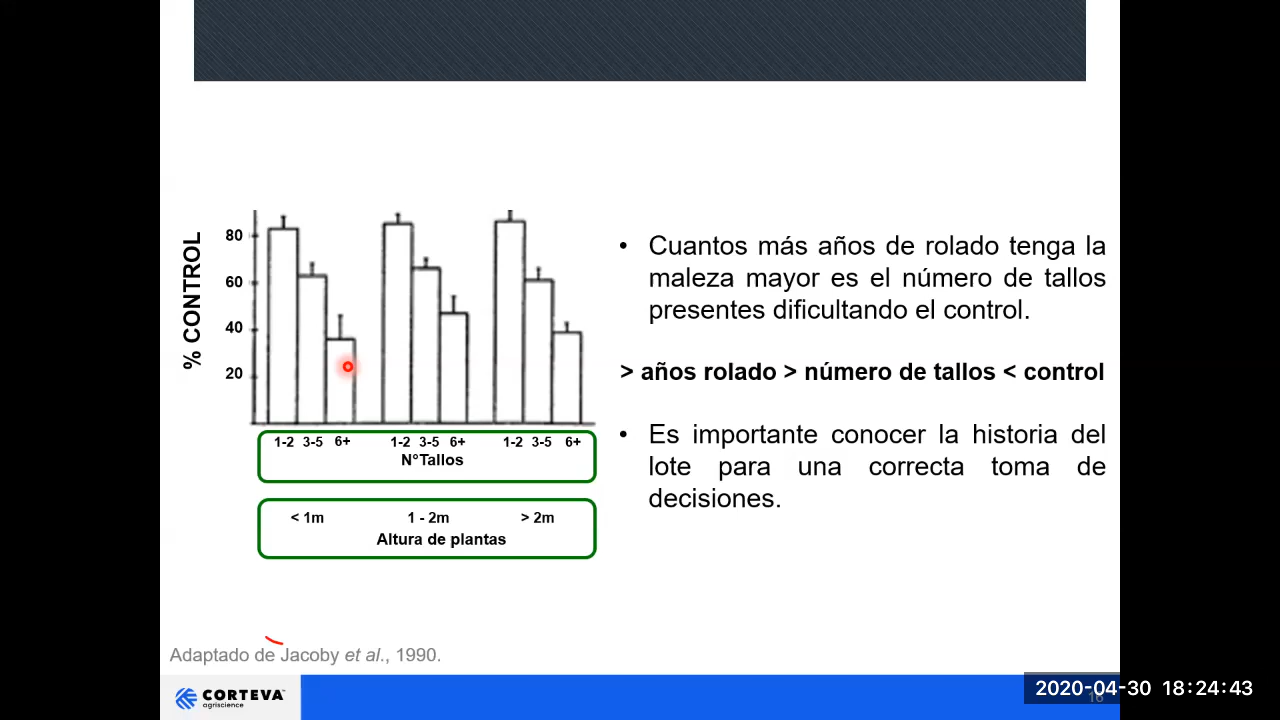 % CONTROL
80
60
40
20
1-2 3-5 6+ 1-2 3-5 6+ 1-2 3-5 6+
N°Tallos
< 1m 1 - 2m > 2m
Altura de plantas
• Cuantos más años de rolado tenga la
maleza mayor es el número de tallos
presentes dificultando el control.
> años rolado > número de tallos < control
• Es importante conocer la historia del
lote para una correcta toma de
decisiones.
Adaptado de Jacoby et al., 1990.
CORTEVA™
agriscience
16
2020-04-30 18:24:43